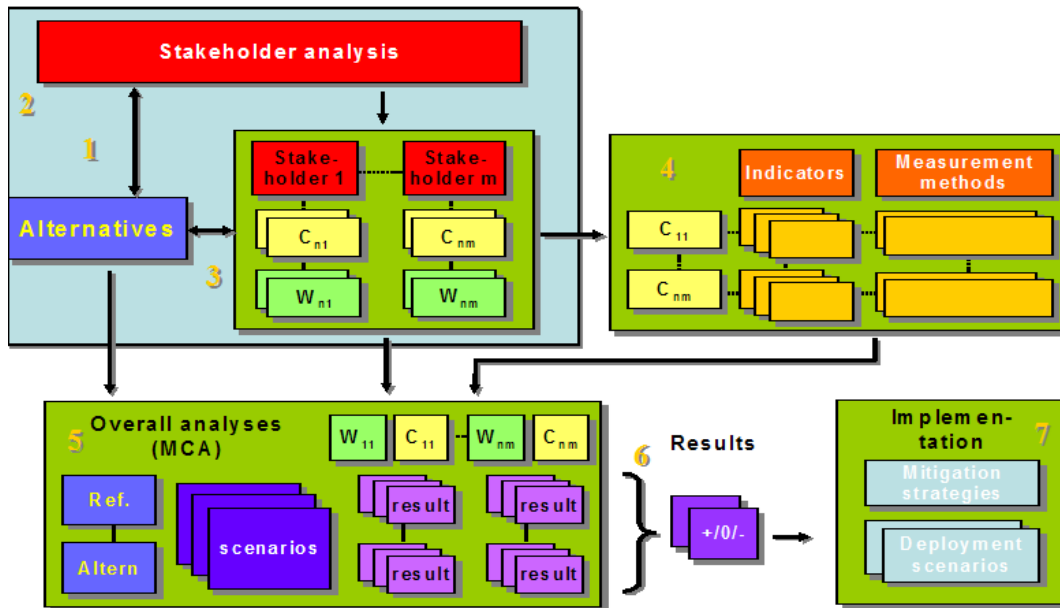 Stakeholder analysis
2
1
Stake-
holder 1
Stake-
holder m
4
Indicators
Measurement
methods
Alternatives
3
C n1
C nm
W n1
W nm
C 11
C nm
5
Overall analyses
(MCA)
W 11
C 11
W nm
C nm
Ref.
Altern
scenarios
result
result
result
result
6
Results
+/0/-
Implemen-
tation
7
Mitigation
strategies
Deployment
scenarios